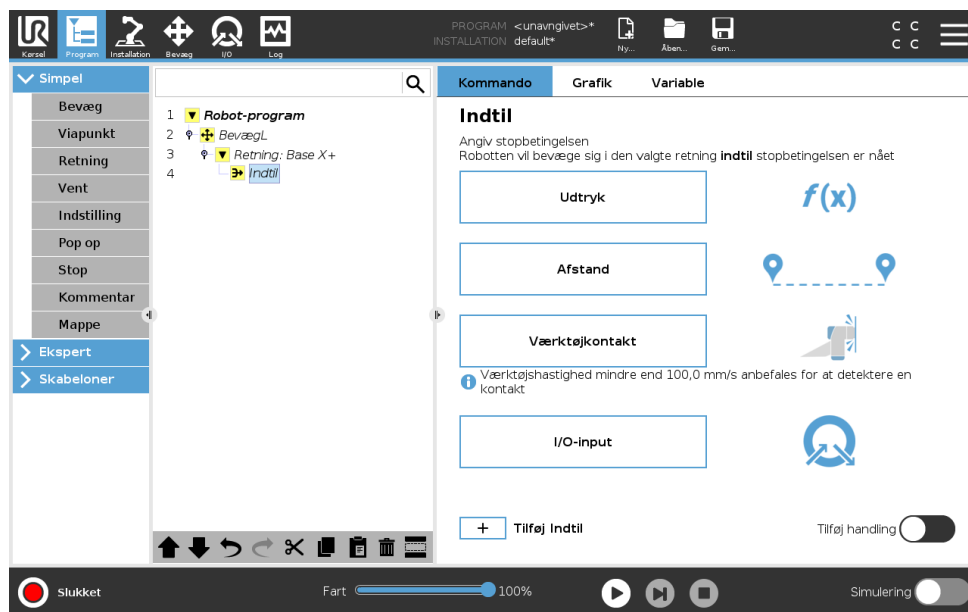 PROGRAM <unavngivet>*
INSTALLATION default*
UR
Kørsel
Program
Installation
Bevæg
I/O
Log
Ny...
Åben...
Gem...
C C
C C
Simpel
Bevæg
Viapunkt
Retning
Vent
Indstilling
Pop op
Stop
Kommentar
Mappe
Ekspert
Skabeloner
1 Robot-program
2 BevægL
3 Retning: Base X+
4 Indtil
Kommando Grafik Variable
Indtil
Angiv stopbetingelsen
Robotten vil bevæge sig i den valgte retning indtil stopbetingelsen er nået
Udtryk
f(x)
Afstand
Værktøjkontakt
Værktøjshastighed mindre end 100,0 mm/s anbefales for at detektere en
kontakt
I/O-input
+ Tilføj Indtil
Tilføj handling
Slukket
Fart 100%
Simulering